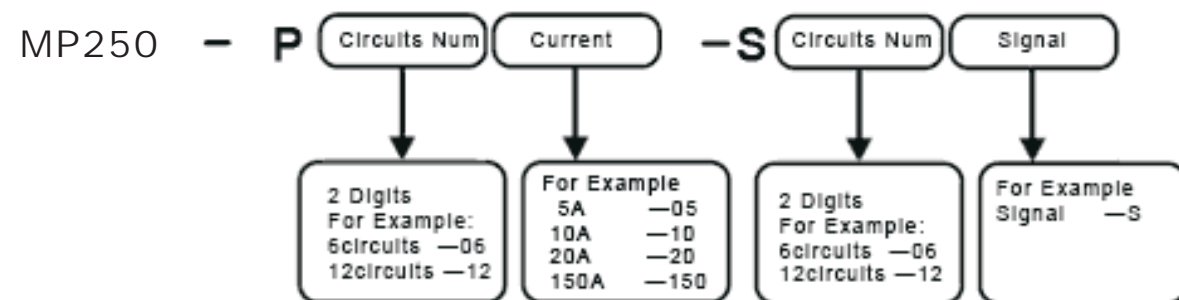 MP250 – P Circuits Num Current –S Circuits Num Signal
2 Digits
For Example:
6circuits —06
12circuits —12
For Example
5A —05
10A —10
20A —20
150A —150
2 Digits
For Example:
6circuits —06
12circuits —12
For Example
Signal —S